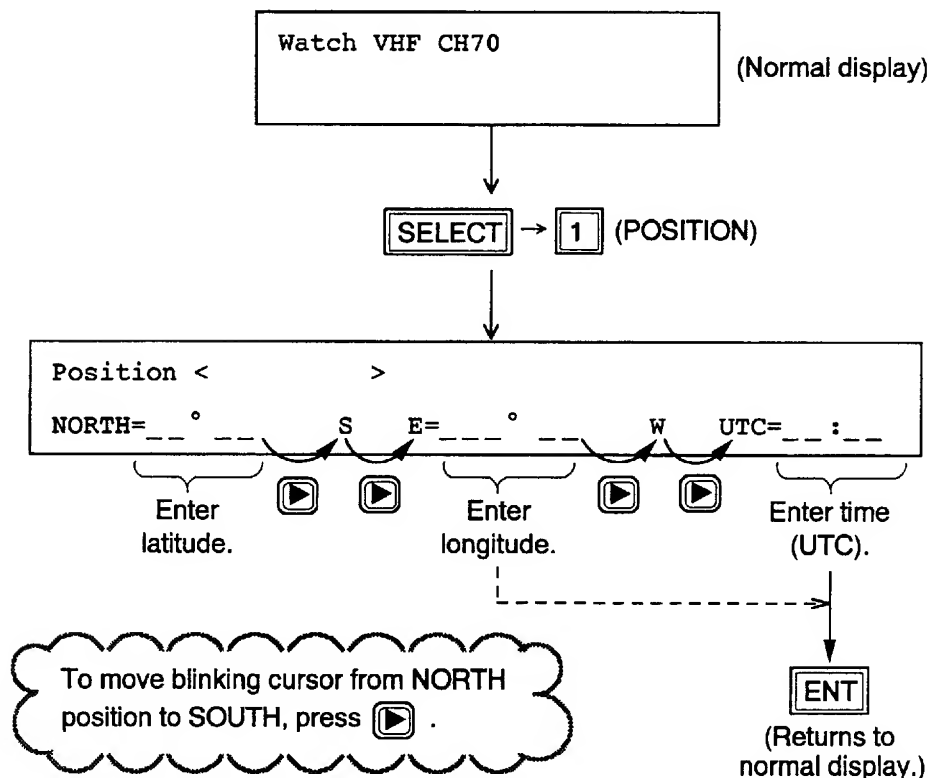 Watch VHF CH70
(Normal display)
SELECT → 1 (POSITION)
Position < >
NORTH=__°__ S E=___°__ W UTC=__:__
Enter latitude.
Enter longitude.
Enter time (UTC).
To move blinking cursor from NORTH
position to SOUTH, press ▶ .
ENT
(Returns to
normal display.)